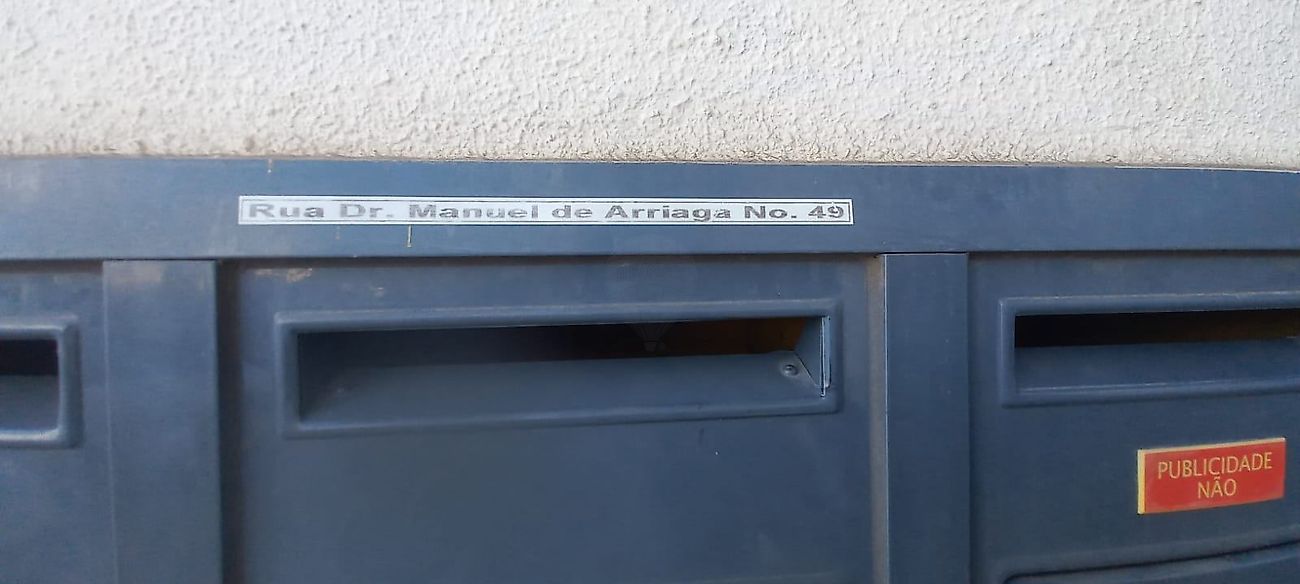 Rua Dr. Manuel de Arriaga No. 49
PUBLICIDADE
NÃO